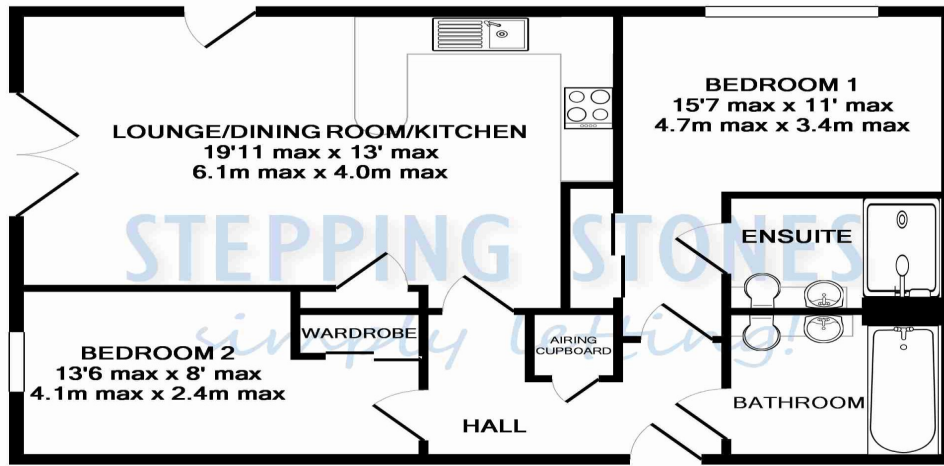 BEDROOM 1
15'7 max x 11' max
4.7m max x 3.4m max
LOUNGE/DINING ROOM/KITCHEN
19'11 max x 13' max
6.1m max x 4.0m max
STEPPING STONES
simply letting!
ENSUITE
WARDROBE
AIRING
CUPBOARD
BEDROOM 2
13'6 max x 8' max
4.1m max x 2.4m max
BATHROOM
HALL